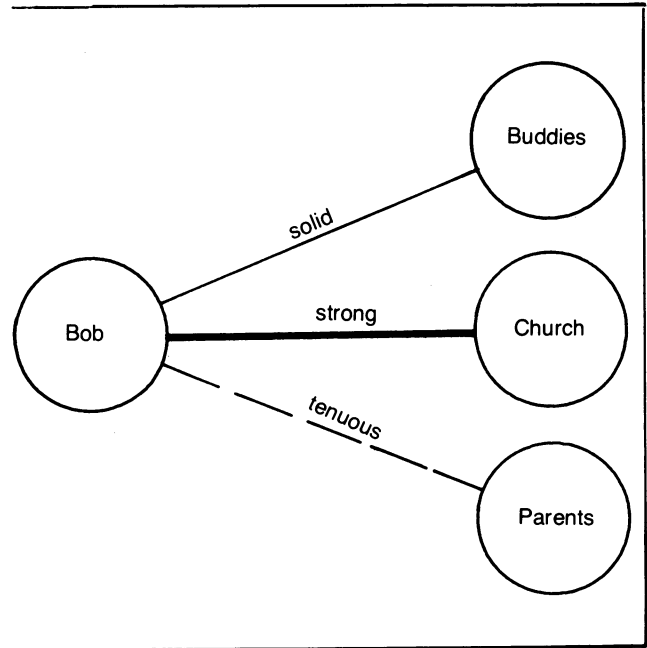 Buddies
solid
strong
Bob
Church
tenuous
Parents